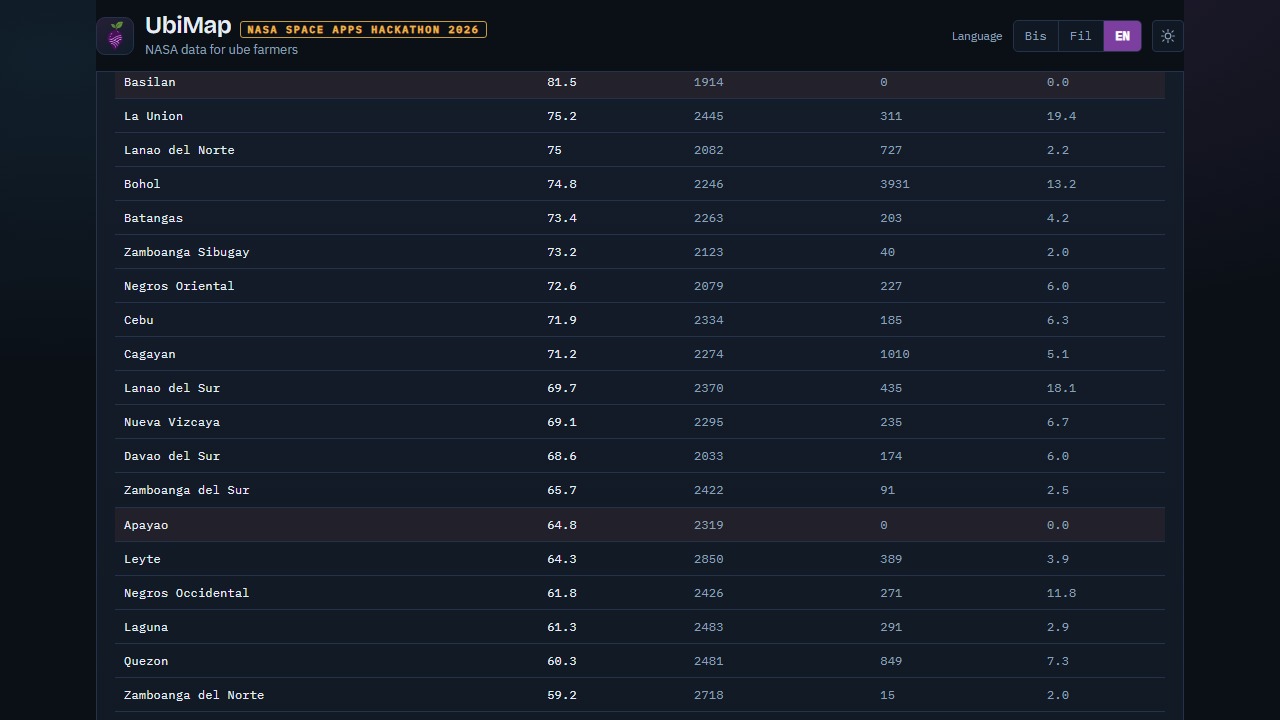 UbiMap NASA SPACE APPS HACKATHON 2026
NASA data for ube farmers
Language Bis Fil EN
Basilan 81.5 1914 0 0.0
La Union 75.2 2445 311 19.4
Lanao del Norte 75 2082 727 2.2
Bohol 74.8 2246 3931 13.2
Batangas 73.4 2263 203 4.2
Zamboanga Sibugay 73.2 2123 40 2.0
Negros Oriental 72.6 2079 227 6.0
Cebu 71.9 2334 185 6.3
Cagayan 71.2 2274 1010 5.1
Lanao del Sur 69.7 2370 435 18.1
Nueva Vizcaya 69.1 2295 235 6.7
Davao del Sur 68.6 2033 174 6.0
Zamboanga del Sur 65.7 2422 91 2.5
Apayao 64.8 2319 0 0.0
Leyte 64.3 2850 389 3.9
Negros Occidental 61.8 2426 271 11.8
Laguna 61.3 2483 291 2.9
Quezon 60.3 2481 849 7.3
Zamboanga del Norte 59.2 2718 15 2.0